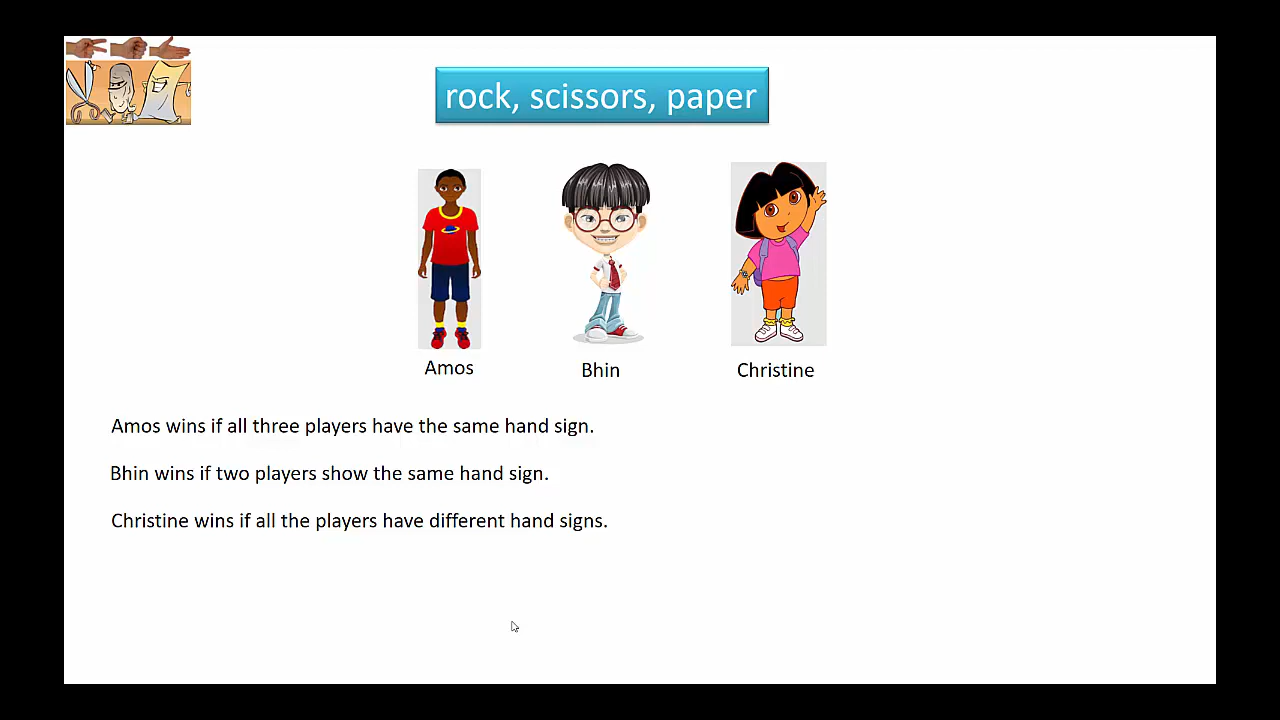 rock, scissors, paper
Amos
Bhin
Christine
Amos wins if all three players have the same hand sign.
Bhin wins if two players show the same hand sign.
Christine wins if all the players have different hand signs.